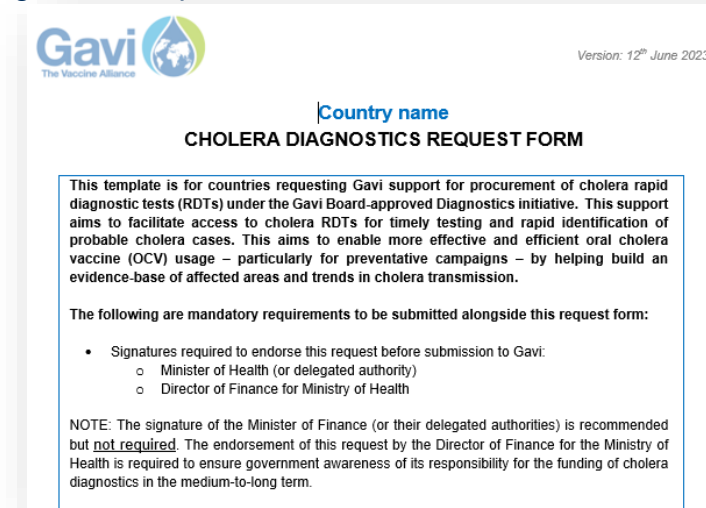 Gavi
The Vaccine Alliance
Version: 12th June 2023
Country name
CHOLERA DIAGNOSTICS REQUEST FORM
This template is for countries requesting Gavi support for procurement of cholera rapid
diagnostic tests (RDTs) under the Gavi Board-approved Diagnostics initiative. This support
aims to facilitate access to cholera RDTs for timely testing and rapid identification of
probable cholera cases. This aims to enable more effective and efficient oral cholera
vaccine (OCV) usage – particularly for preventative campaigns – by helping build an
evidence-base of affected areas and trends in cholera transmission.
The following are mandatory requirements to be submitted alongside this request form:
• Signatures required to endorse this request before submission to Gavi:
o Minister of Health (or delegated authority)
o Director of Finance for Ministry of Health
NOTE: The signature of the Minister of Finance (or their delegated authorities) is recommended
but not required. The endorsement of this request by the Director of Finance for the Ministry of
Health is required to ensure government awareness of its responsibility for the funding of cholera
diagnostics in the medium-to-long term.